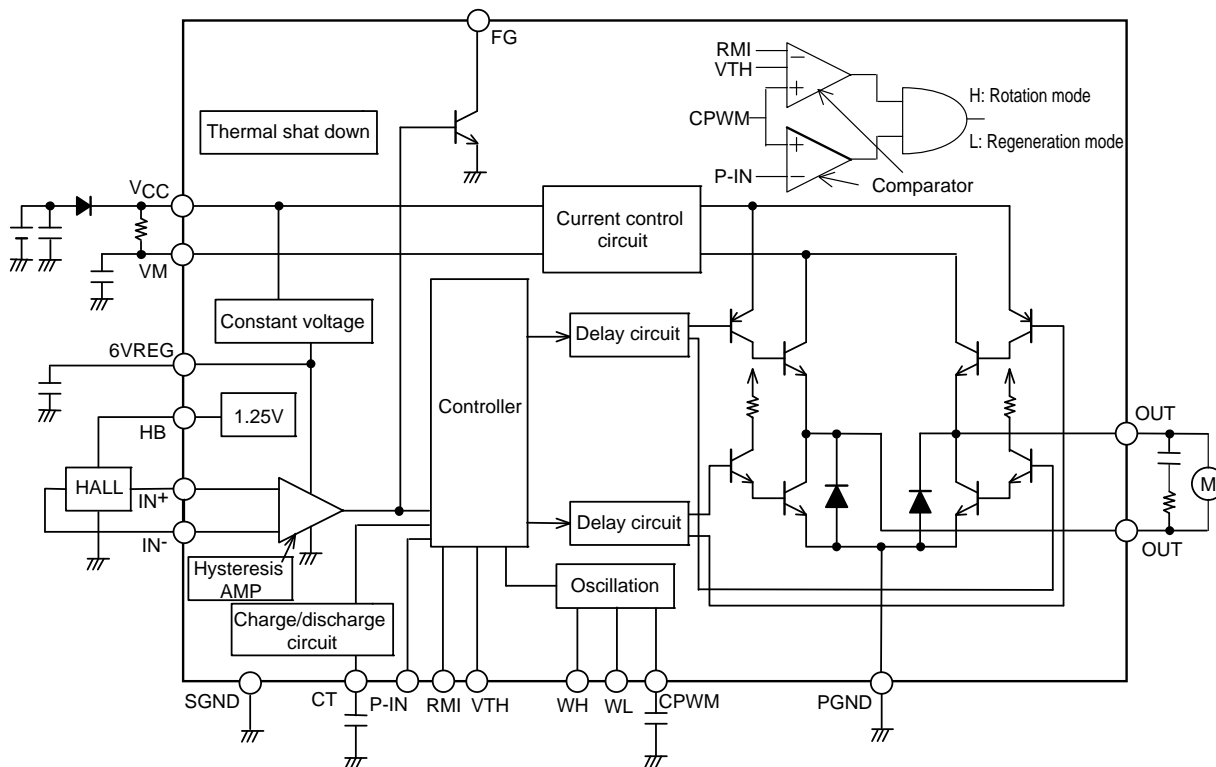 FG
RMI
VTH
CPWM
P-IN
H: Rotation mode
L: Regeneration mode
Comparator
Thermal shat down
VCC
Current control
circuit
VM
Constant voltage
Delay circuit
6VREG
Controller
1.25V
HB
OUT
HALL
IN+
M
IN-
Delay circuit
OUT
Hysteresis
AMP
Oscillation
Charge/discharge
circuit
SGND
CT
P-IN
RMI
VTH
WH
WL
CPWM
PGND